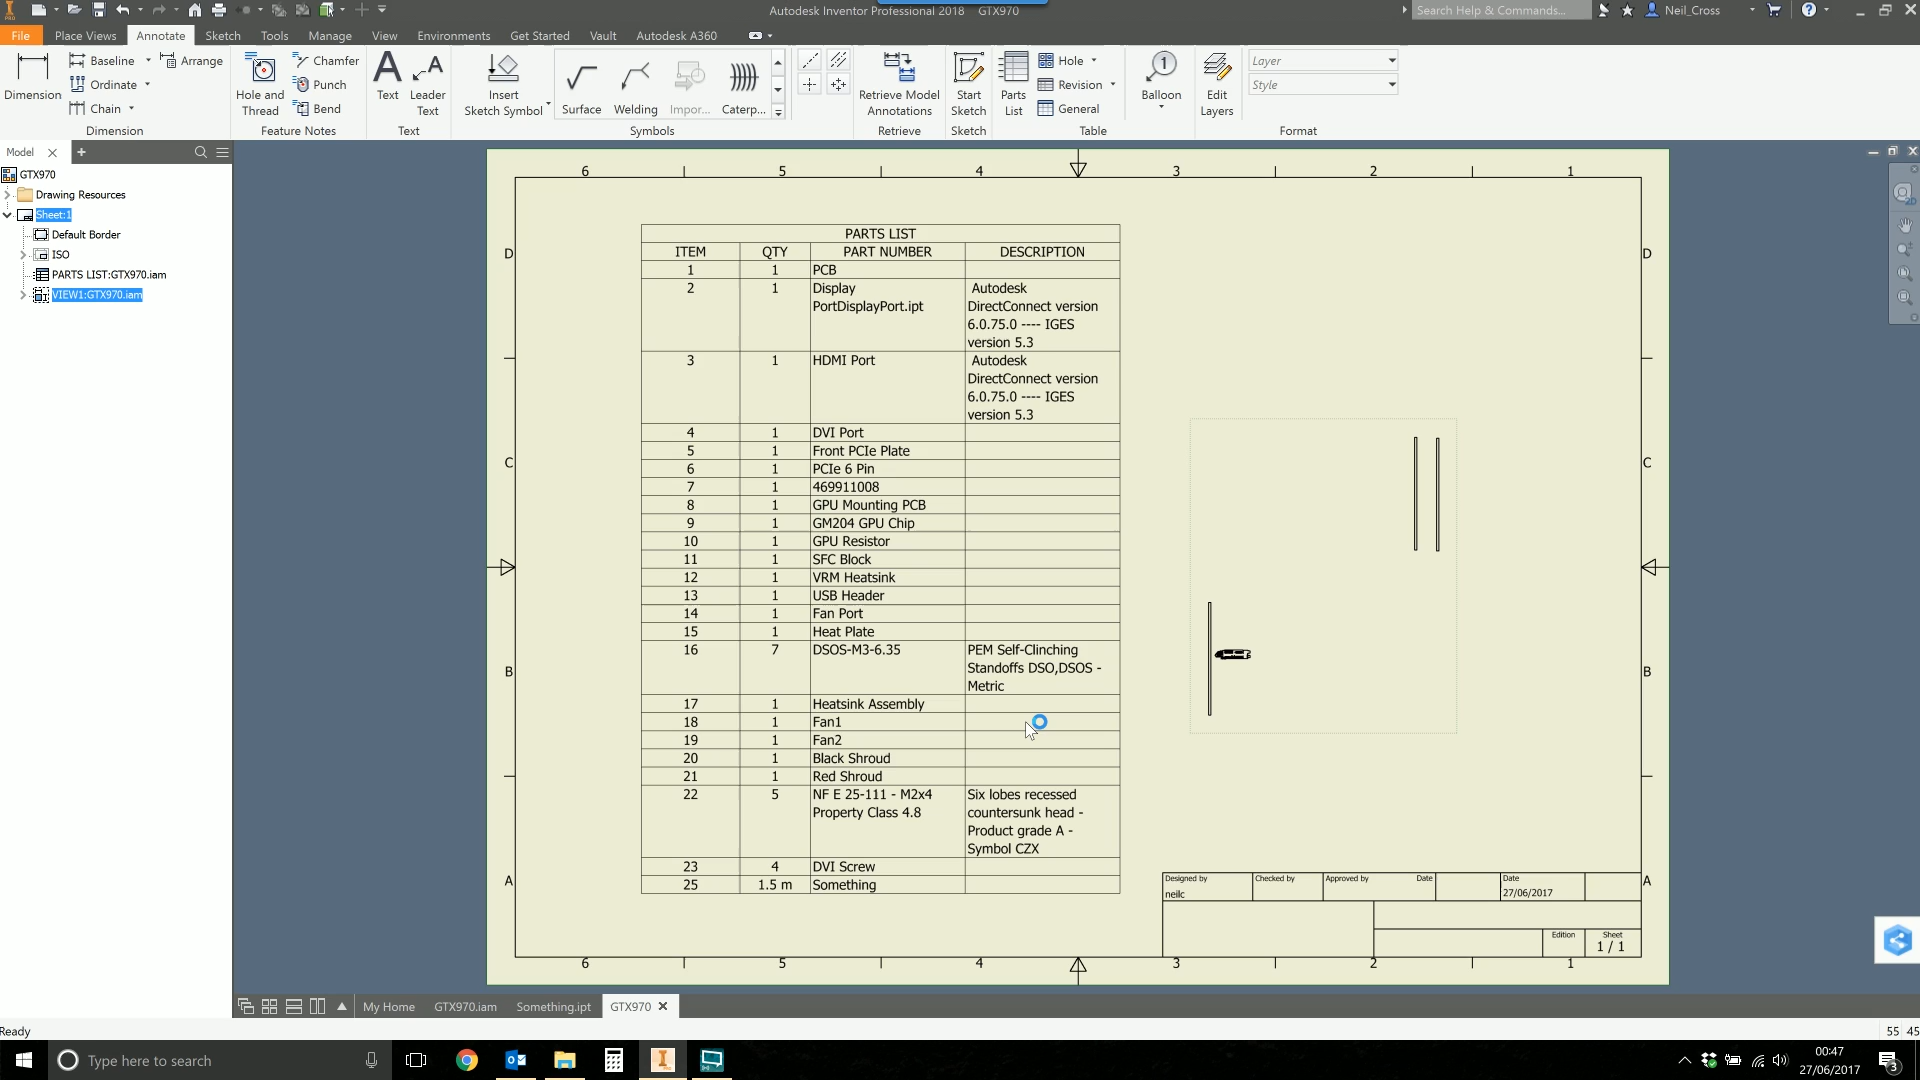 Autodesk Inventor Professional 2018 GTX970
Search Help & Commands...
Neil_Cross
File Place Views Annotate Sketch Tools Manage View Environments Get Started Vault Autodesk A360
Dimension
Baseline
Arrange
Ordinate
Chain
Dimension
Hole and Thread
Chamfer
Punch
Bend
Feature Notes
Text
Leader Text
Text
Insert Sketch Symbol
Surface
Welding
Impor...
Caterp...
Symbols
Retrieve Model Annotations
Retrieve
Start Sketch
Sketch
Parts List
Hole
Revision
General
Table
Balloon
Edit Layers
Layer
Style
Format
Model
GTX970
Drawing Resources
Sheet:1
Default Border
ISO
PARTS LIST:GTX970.iam
VIEW1:GTX970.iam
6 5 4 3 2 1
D D
C C
B B
A A
PARTS LIST
ITEM QTY PART NUMBER DESCRIPTION
1 1 PCB
2 1 Display Autodesk
PortDisplayPort.ipt DirectConnect version
6.0.75.0 ---- IGES
version 5.3
3 1 HDMI Port Autodesk
DirectConnect version
6.0.75.0 ---- IGES
version 5.3
4 1 DVI Port
5 1 Front PCIe Plate
6 1 PCIe 6 Pin
7 1 469911008
8 1 GPU Mounting PCB
9 1 GM204 GPU Chip
10 1 GPU Resistor
11 1 SFC Block
12 1 VRM Heatsink
13 1 USB Header
14 1 Fan Port
15 1 Heat Plate
16 7 DSOS-M3-6.35 PEM Self-Clinching
Standoffs DSO,DSOS -
Metric
17 1 Heatsink Assembly
18 1 Fan1
19 1 Fan2
20 1 Black Shroud
21 1 Red Shroud
22 5 NF E 25-111 - M2x4 Six lobes recessed
Property Class 4.8 countersunk head -
Product grade A -
Symbol CZX
23 4 DVI Screw
25 1.5 m Something
Designed by Checked by Approved by Date Date
neilc 27/06/2017
Edition Sheet
1 / 1
6 5 4 3 2 1
My Home GTX970.iam Something.ipt GTX970
Ready
55 45
Type here to search
00:47
27/06/2017
3